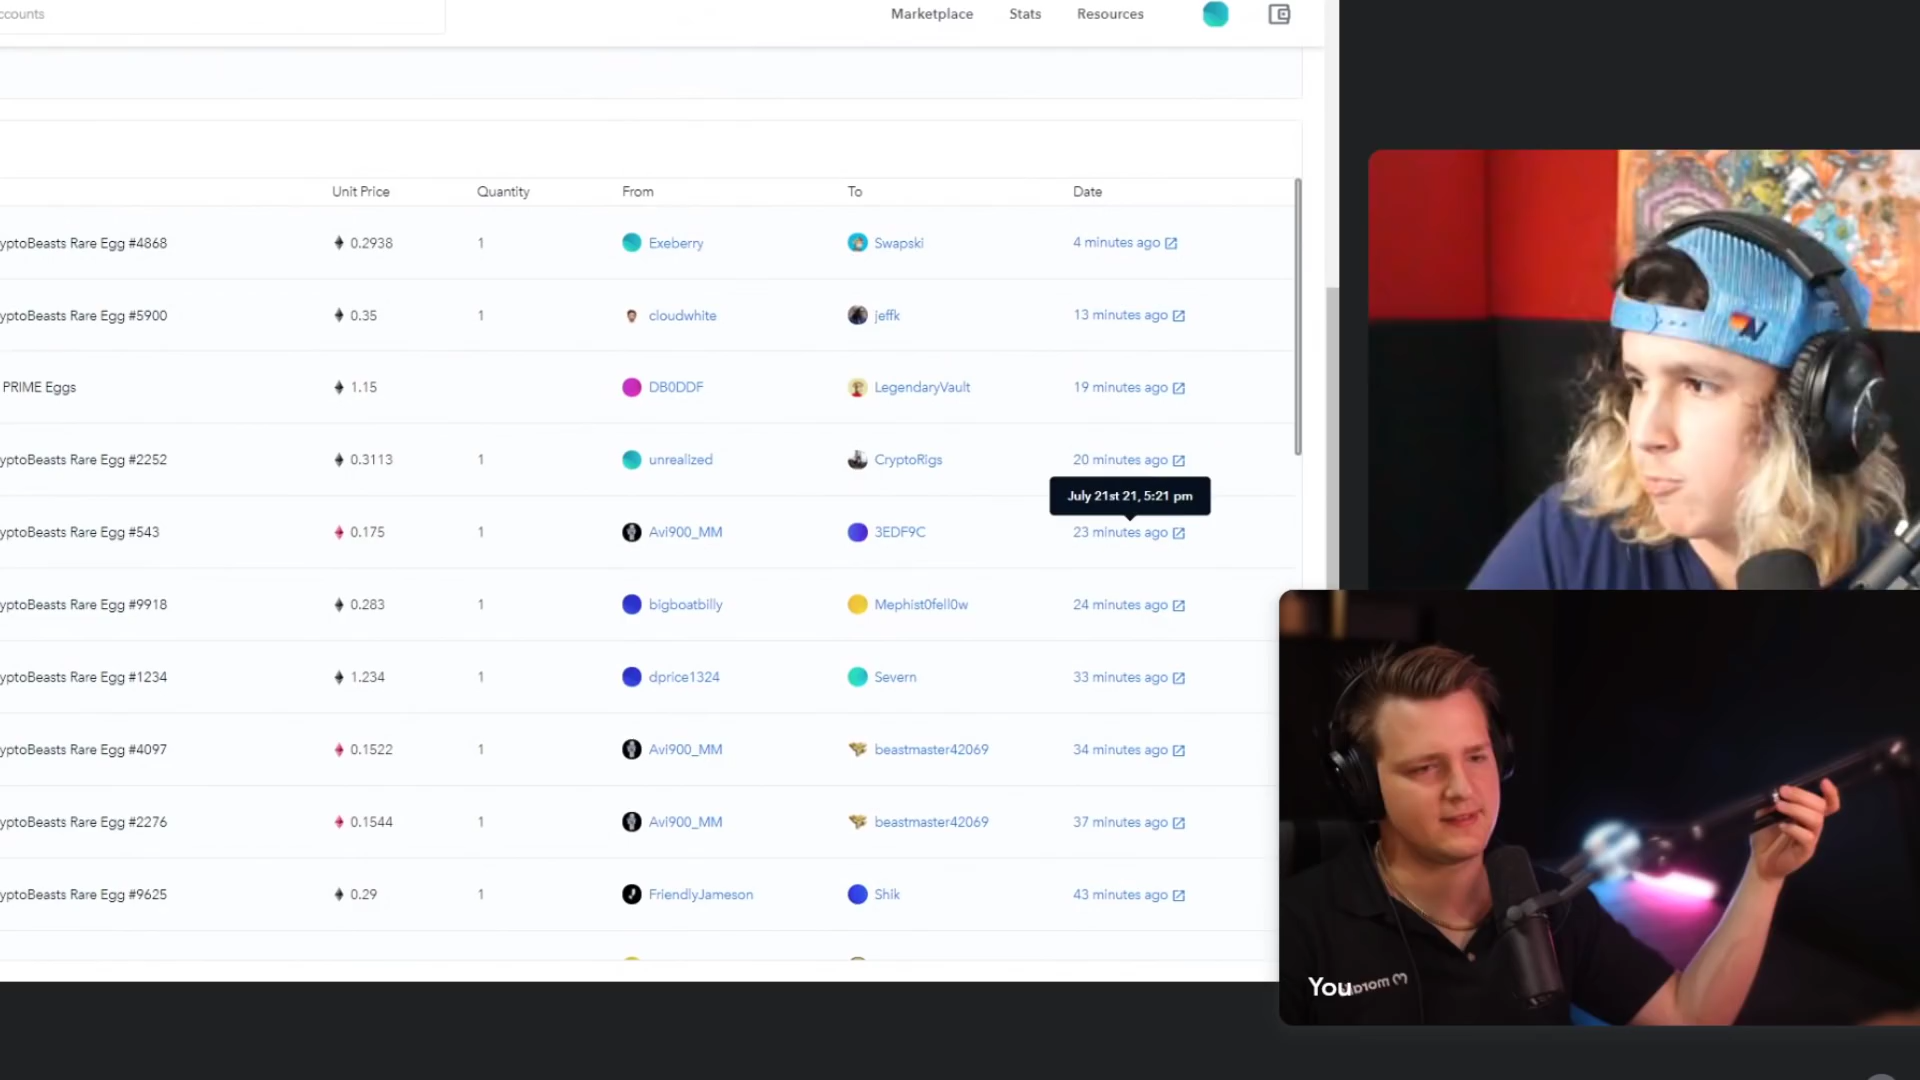 ccounts
Marketplace Stats Resources
Unit Price Quantity From To Date
yptoBeasts Rare Egg #4868 0.2938 1 Exeberry Swapski 4 minutes ago
yptoBeasts Rare Egg #5900 0.35 1 cloudwhite jeffk 13 minutes ago
PRIME Eggs 1.15 DB0DDF LegendaryVault 19 minutes ago
yptoBeasts Rare Egg #2252 0.3113 1 unrealized CryptoRigs 20 minutes ago
July 21st 21, 5:21 pm
yptoBeasts Rare Egg #543 0.175 1 Avi900_MM 3EDF9C 23 minutes ago
yptoBeasts Rare Egg #9918 0.283 1 bigboatbilly Mephist0fell0w 24 minutes ago
yptoBeasts Rare Egg #1234 1.234 1 dprice1324 Severn 33 minutes ago
yptoBeasts Rare Egg #4097 0.1522 1 Avi900_MM beastmaster42069 34 minutes ago
yptoBeasts Rare Egg #2276 0.1544 1 Avi900_MM beastmaster42069 37 minutes ago
yptoBeasts Rare Egg #9625 0.29 1 FriendlyJameson Shik 43 minutes ago
You